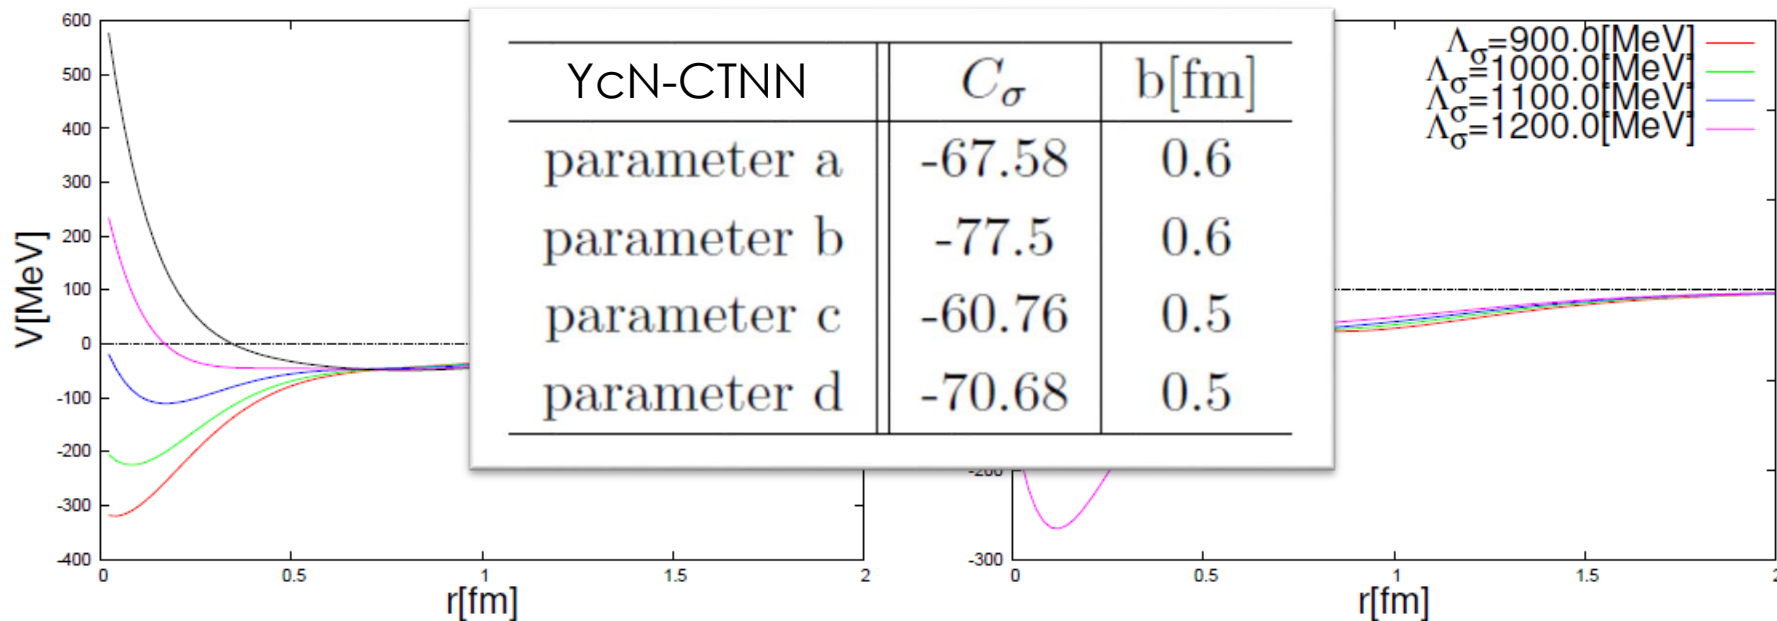 600
500
400
300
200
100
0
-100
-200
-300
-400
V[MeV]
0 0.5 1 1.5 2
r[fm]
YcN-CTNN Cσ b[fm]
parameter a -67.58 0.6
parameter b -77.5 0.6
parameter c -60.76 0.5
parameter d -70.68 0.5
Λσ=900.0[MeV]
Λσ=1000.0[MeV]
Λσ=1100.0[MeV]
Λσ=1200.0[MeV]
-300
0 0.5 1 1.5 2
r[fm]